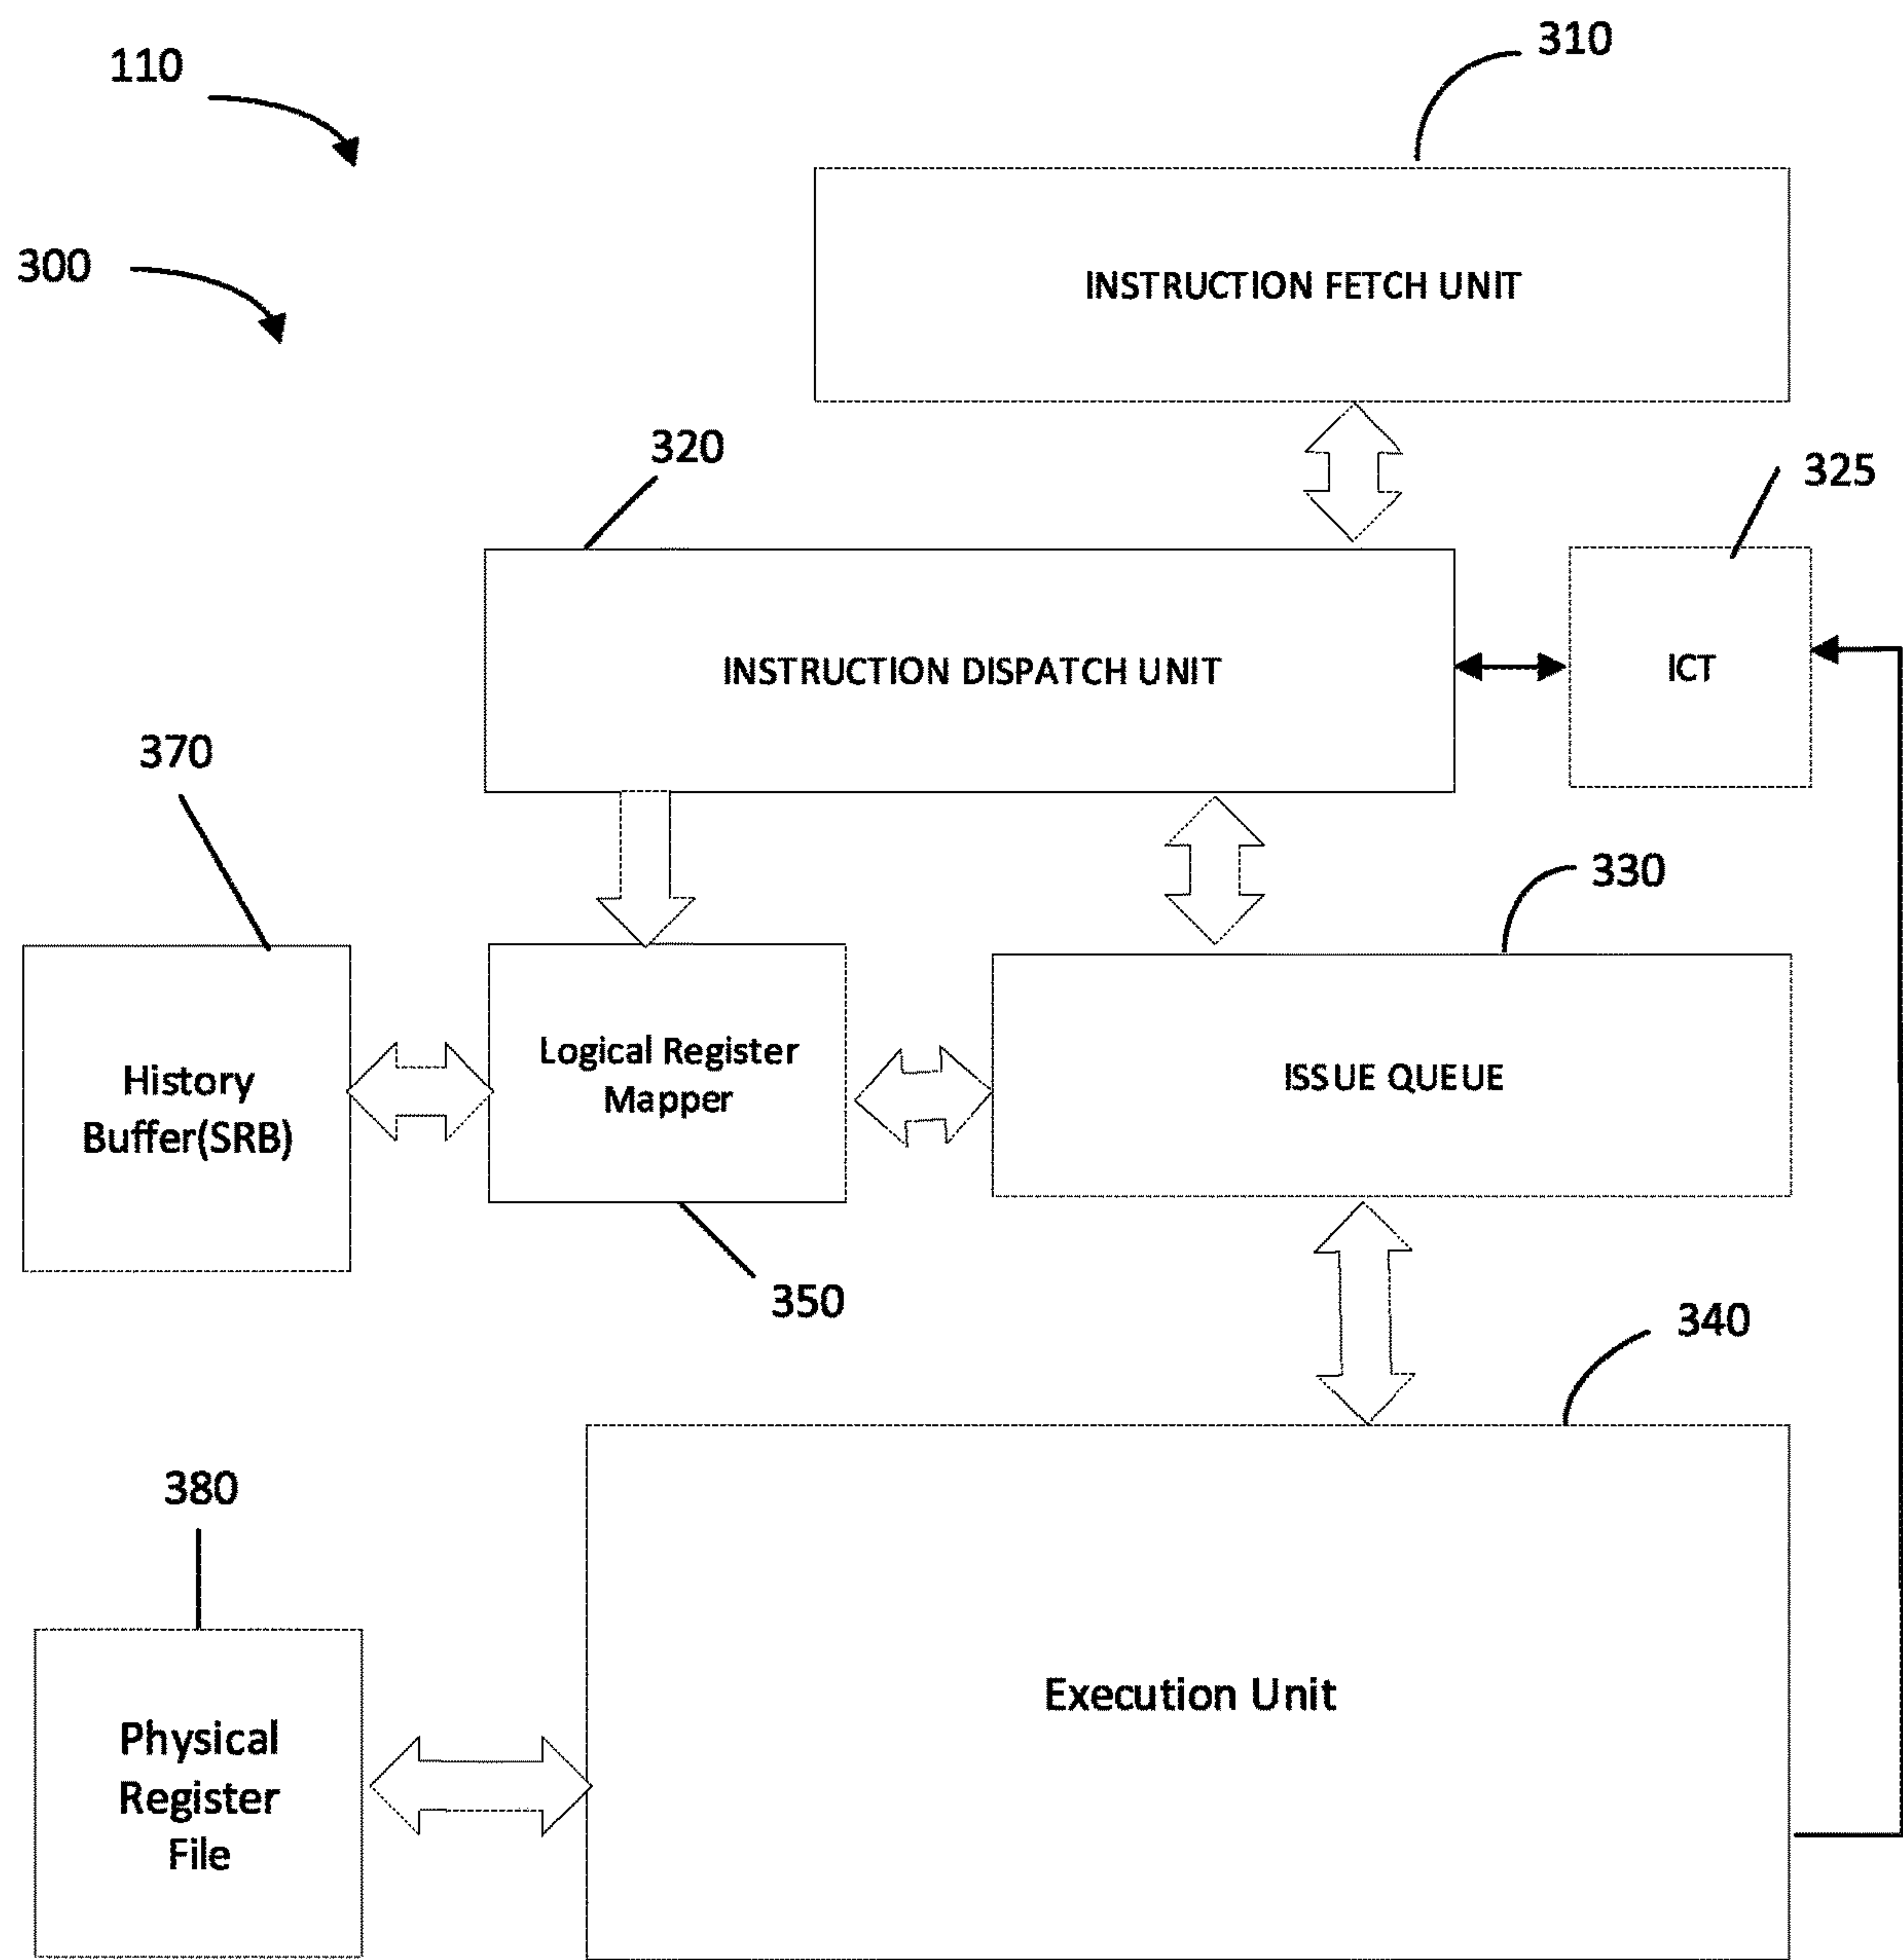 310
110
300
INSTRUCTION FETCH UNIT
320
325
INSTRUCTION DISPATCH UNIT
ICT
370
330
History
Buffer(SRB)
Logical Register
Mapper
ISSUE QUEUE
350
340
380
Execution Unit
Physical
Register
File